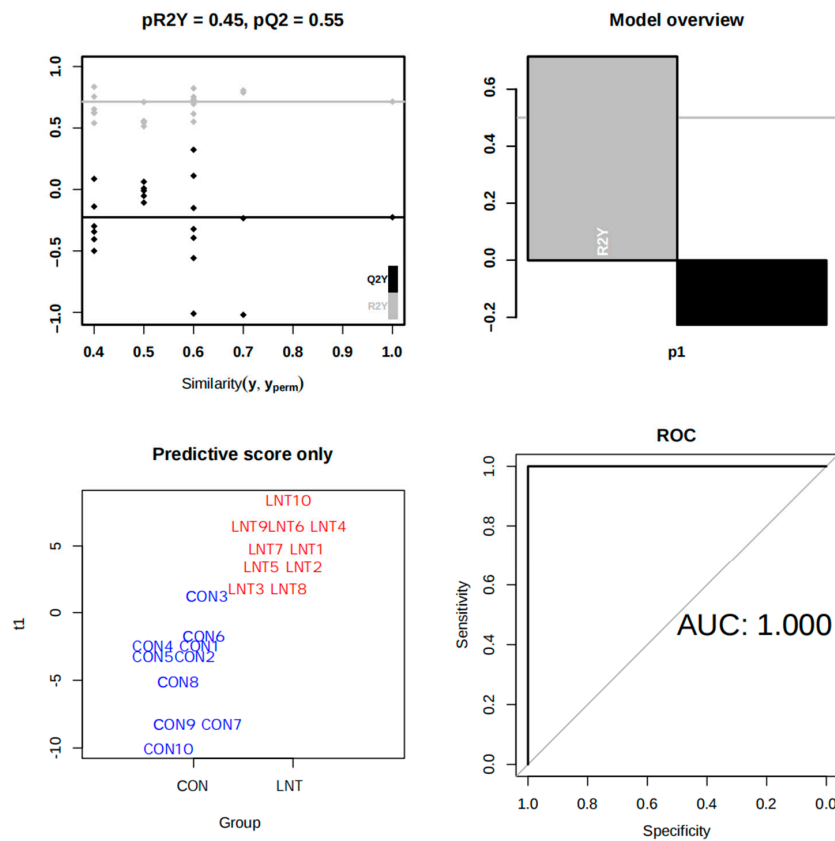 pR2Y = 0.45, pQ2 = 0.55
1.0
0.5
0.0
−0.5
−1.0
Q2Y
R2Y
0.4 0.5 0.6 0.7 0.8 0.9 1.0
Similarity(y, yperm)
Model overview
0.6
0.4
0.2
0.0
−0.2
R2Y
p1
Predictive score only
t1
5
0
-5
-10
LNT10
LNT9 LNT6 LNT4
LNT7 LNT1
LNT5 LNT2
LNT3 LNT8
CON3
CON6
CON4 CON1
CON5 CON2
CON8
CON9 CON7
CON10
CON LNT
Group
ROC
Sensitivity
1.0
0.8
0.6
0.4
0.2
0.0
AUC: 1.000
1.0 0.8 0.6 0.4 0.2 0.0
Specificity